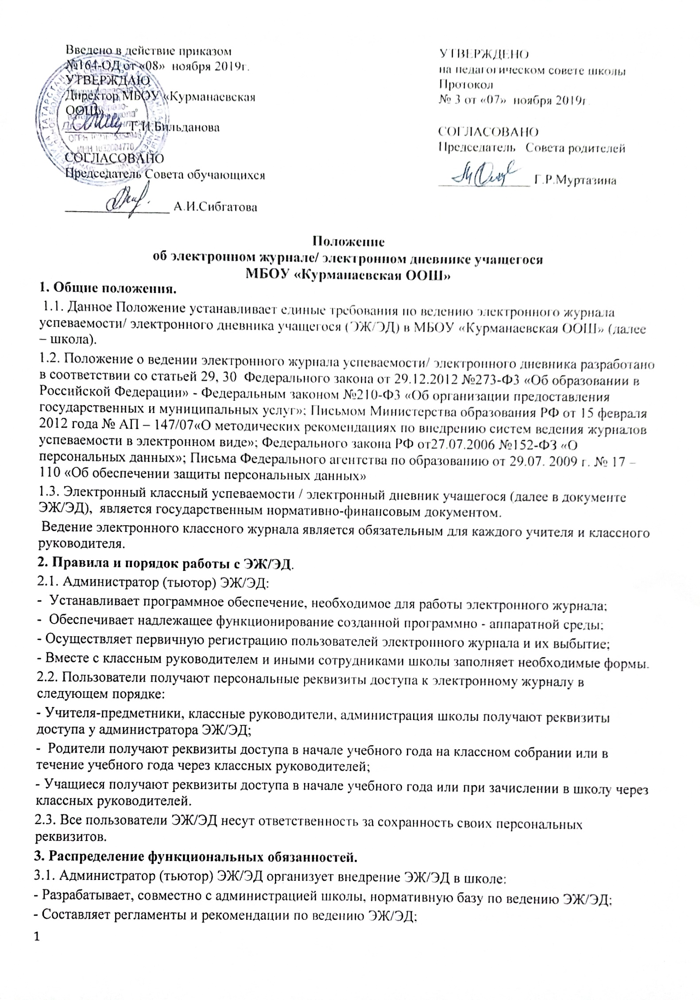 Введено в действие приказом
№164-ОД от «08»  ноября 2019г.
УТВЕРЖДАЮ
Директор МБОУ «Курманаевская
ООШ»
Г.И.Бильданова
СОГЛАСОВАНО
Председатель Совета обучающихся
А.И.Сибгатова
УТВЕРЖДЕНО
на педагогическом совете школы
Протокол
№ 3 от «07»  ноября 2019г.
СОГЛАСОВАНО
Председатель   Совета родителей
Г.Р.Муртазина
Положение
об электронном журнале/ электронном дневнике учащегося
МБОУ «Курманаевская ООШ»
1. Общие положения.
1.1. Данное Положение устанавливает единые требования по ведению электронного журнала
успеваемости/ электронного дневника учащегося (ЭЖ/ЭД) в МБОУ «Курманаевская ООШ» (далее
– школа).
1.2. Положение о ведении электронного журнала успеваемости/ электронного дневника разработано
в соответствии со статьей 29, 30  Федерального закона от 29.12.2012 №273-ФЗ «Об образовании в
Российской Федерации» - Федеральным законом №210-ФЗ «Об организации предоставления
государственных и муниципальных услуг»; Письмом Министерства образования РФ от 15 февраля
2012 года № АП – 147/07«О методических рекомендациях по внедрению систем ведения журналов
успеваемости в электронном виде»; Федерального закона РФ от27.07.2006 №152-ФЗ «О
персональных данных»; Письма Федерального агентства по образованию от 29.07. 2009 г. № 17 –
110 «Об обеспечении защиты персональных данных»
1.3. Электронный классный успеваемости / электронный дневник учащегося (далее в документе
ЭЖ/ЭД),  является государственным нормативно-финансовым документом.
Ведение электронного классного журнала является обязательным для каждого учителя и классного
руководителя.
2. Правила и порядок работы с ЭЖ/ЭД.
2.1. Администратор (тьютор) ЭЖ/ЭД:
-  Устанавливает программное обеспечение, необходимое для работы электронного журнала;
-  Обеспечивает надлежащее функционирование созданной программно - аппаратной среды;
- Осуществляет первичную регистрацию пользователей электронного журнала и их выбытие;
- Вместе с классным руководителем и иными сотрудниками школы заполняет необходимые формы.
2.2. Пользователи получают персональные реквизиты доступа к электронному журналу в
следующем порядке:
- Учителя-предметники, классные руководители, администрация школы получают реквизиты
доступа у администратора ЭЖ/ЭД;
-  Родители получают реквизиты доступа в начале учебного года на классном собрании или в
течение учебного года через классных руководителей;
- Учащиеся получают реквизиты доступа в начале учебного года или при зачислении в школу через
классных руководителей.
2.3. Все пользователи ЭЖ/ЭД несут ответственность за сохранность своих персональных
реквизитов.
3. Распределение функциональных обязанностей.
3.1. Администратор (тьютор) ЭЖ/ЭД организует внедрение ЭЖ/ЭД в школе:
- Разрабатывает, совместно с администрацией школы, нормативную базу по ведению ЭЖ/ЭД;
- Составляет регламенты и рекомендации по ведению ЭЖ/ЭД;
1